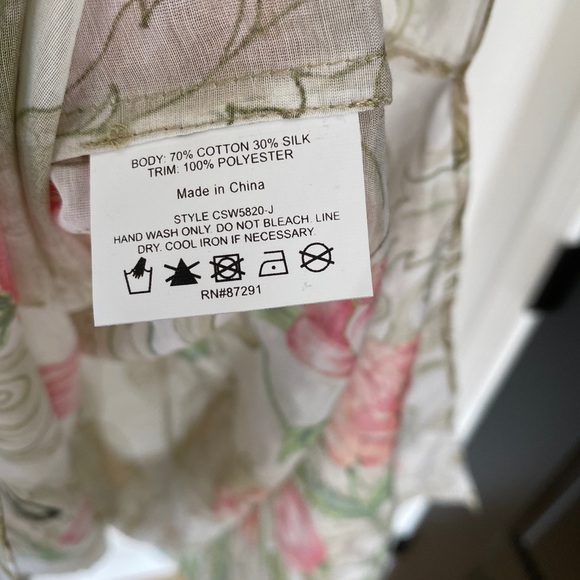 BODY: 70% COTTON 30% SILK
TRIM: 100% POLYESTER
Made in China
STYLE CSW5820-J
HAND WASH ONLY. DO NOT BLEACH. LINE
DRY. COOL IRON IF NECESSARY.
RN#87291